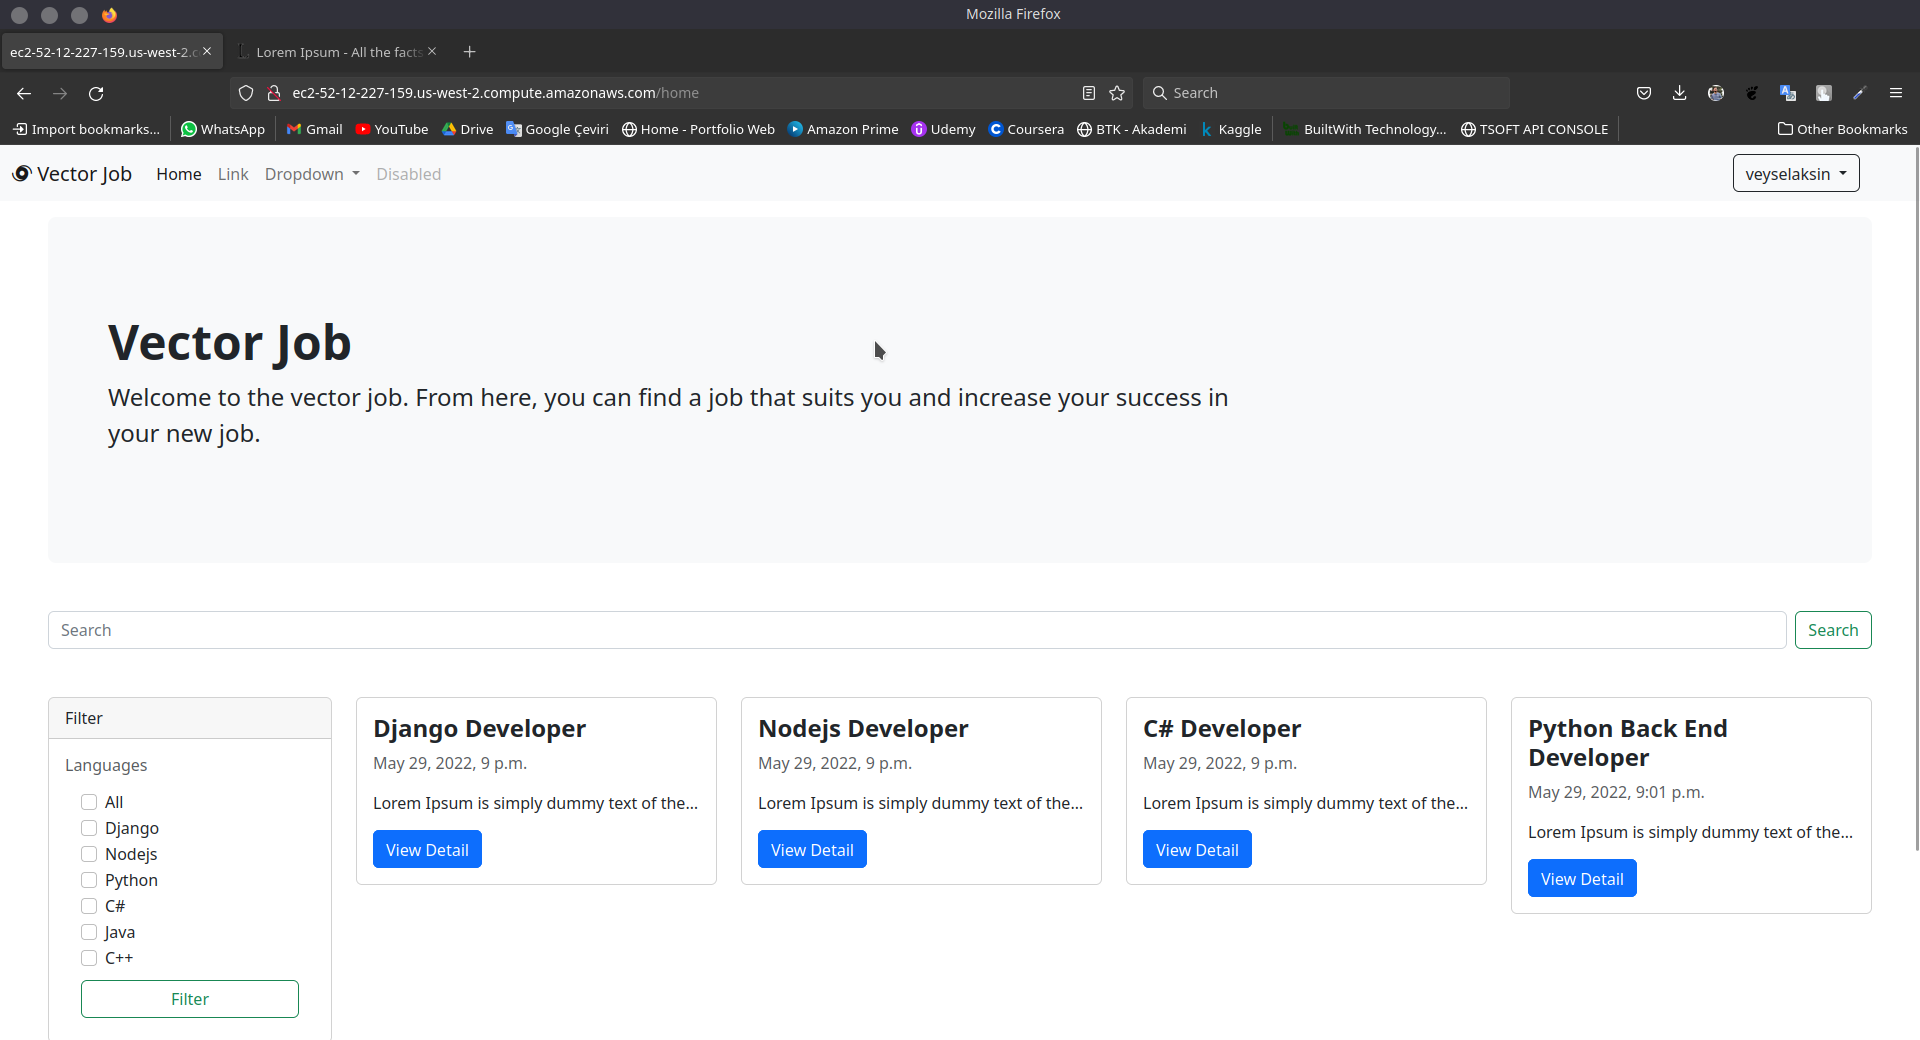 Mozilla Firefox
ec2-52-12-227-159.us-west-2.c
Lorem Ipsum - All the facts
ec2-52-12-227-159.us-west-2.compute.amazonaws.com/home
Search
Import bookmarks... WhatsApp Gmail YouTube Drive Google Çeviri Home - Portfolio Web Amazon Prime Udemy Coursera BTK - Akademi Kaggle BuiltWith Technology... TSOFT API CONSOLE Other Bookmarks
Vector Job Home Link Dropdown Disabled veyselaksin
Vector Job
Welcome to the vector job. From here, you can find a job that suits you and increase your success in
your new job.
Search Search
Filter
Languages
All
Django
Nodejs
Python
C#
Java
C++
Filter
Django Developer
May 29, 2022, 9 p.m.
Lorem Ipsum is simply dummy text of the...
View Detail
Nodejs Developer
May 29, 2022, 9 p.m.
Lorem Ipsum is simply dummy text of the...
View Detail
C# Developer
May 29, 2022, 9 p.m.
Lorem Ipsum is simply dummy text of the...
View Detail
Python Back End
Developer
May 29, 2022, 9:01 p.m.
Lorem Ipsum is simply dummy text of the...
View Detail